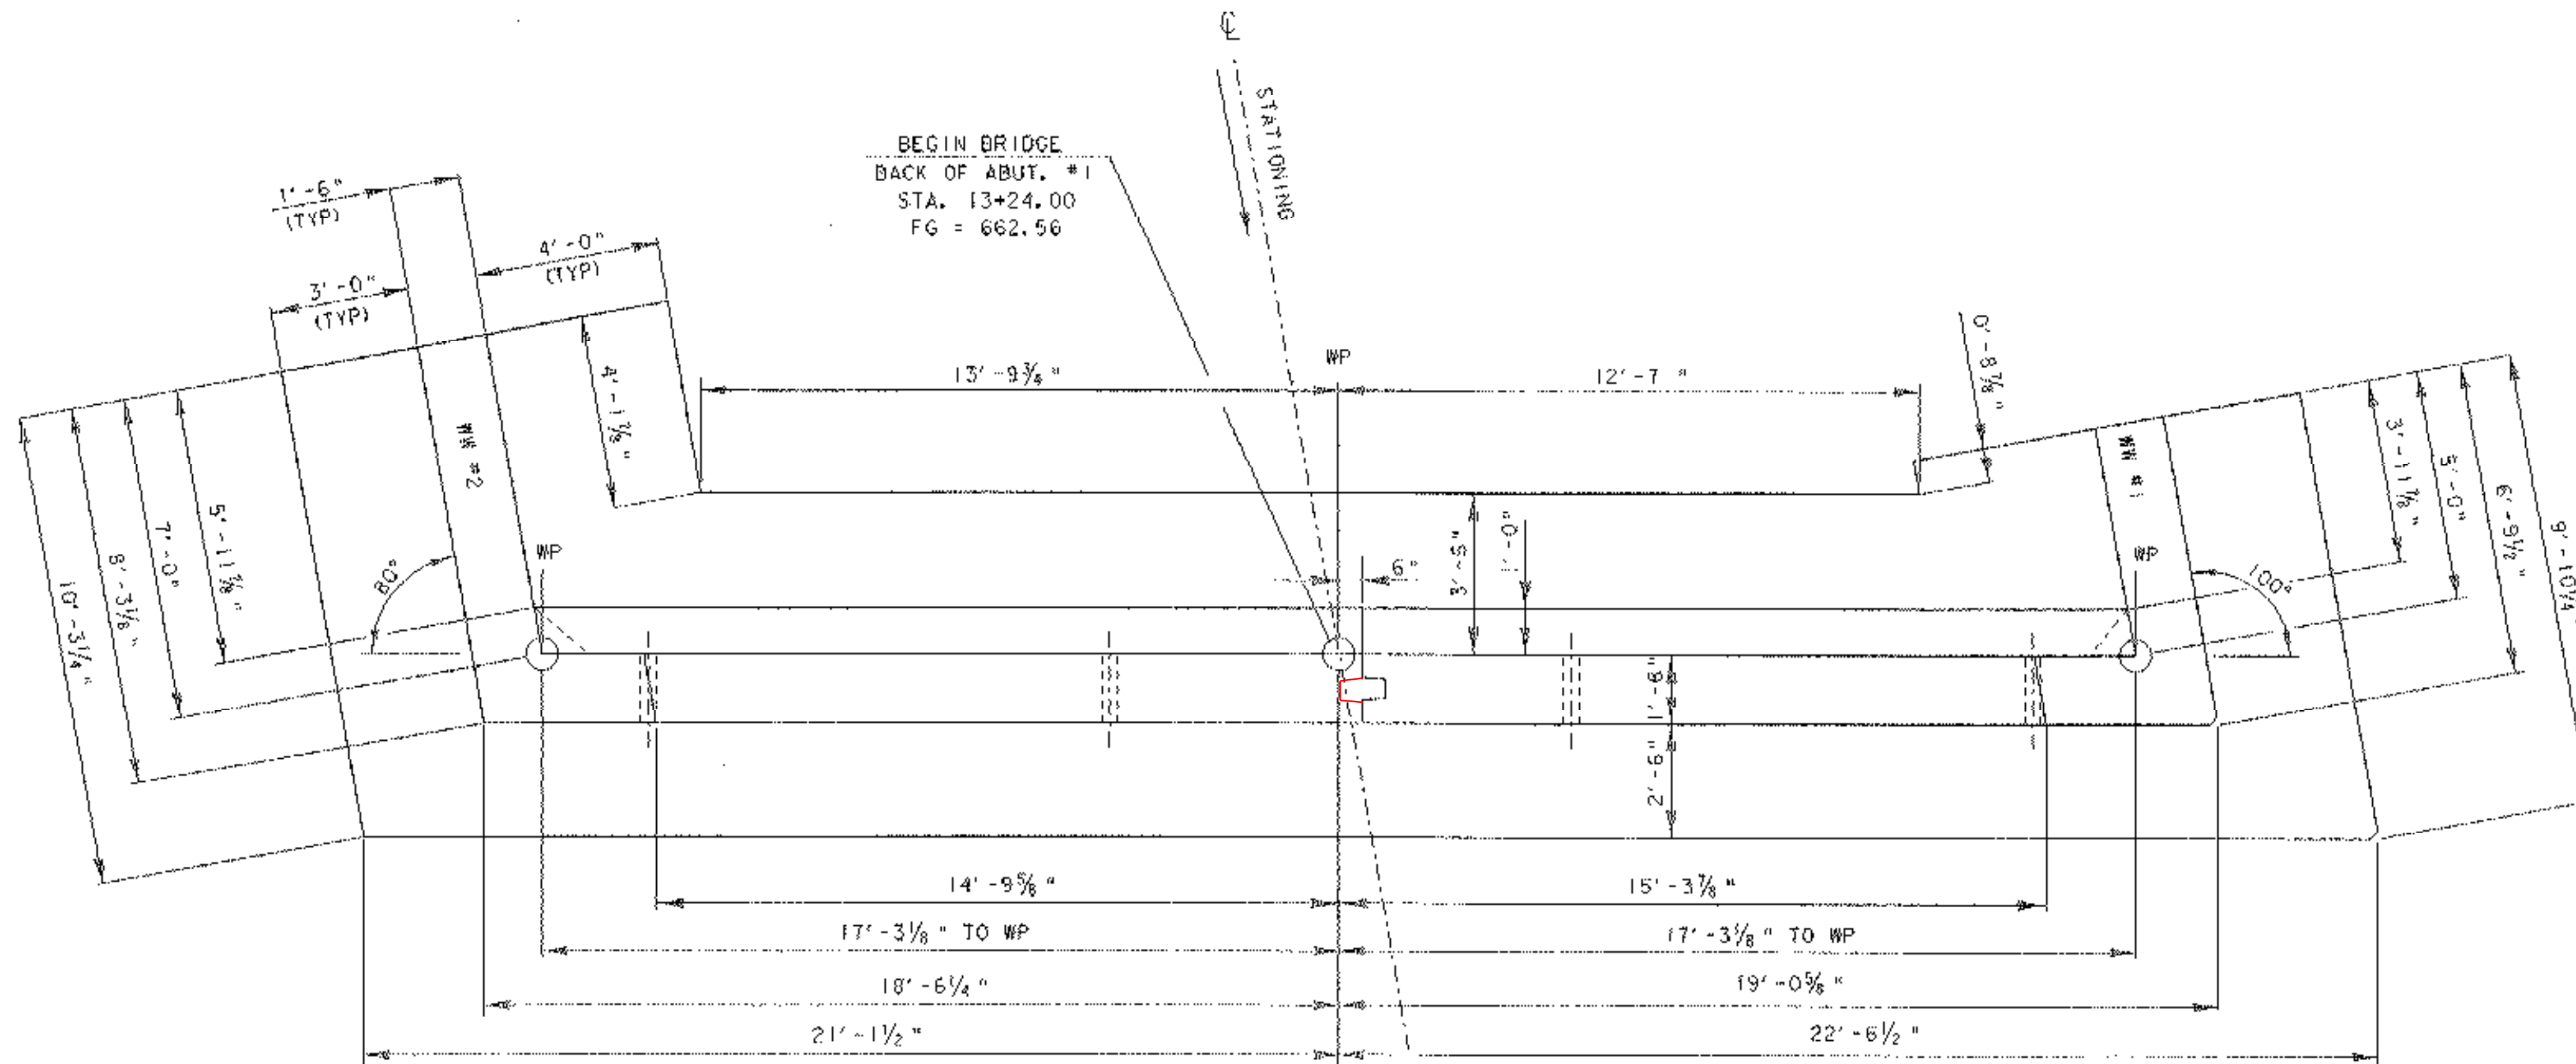 ℄
STATIONING
BEGIN BRIDGE
BACK OF ABUT. #1
STA. 13+24.00
FG = 662.56
1'-6"
(TYP)
4'-0"
(TYP)
3'-0"
(TYP)
4'-1⅞"
WW #2
13'-9¾"
WP
12'-7 "
0'-8⅞"
WW #1
3'-11⅞"
5'-0"
6'-9½"
9'-10¼
5'-11⅞"
7'-0"
8'-3⅛"
10'-3¼"
80°
WP
6"
1'-0"
WP
100°
1'-6"
2'-6"
14'-9⅝"
15'-3⅞"
17'-3⅛" TO WP
17'-3⅛" TO WP
18'-6¼"
19'-0⅝"
21'-1½"
22'-6½"